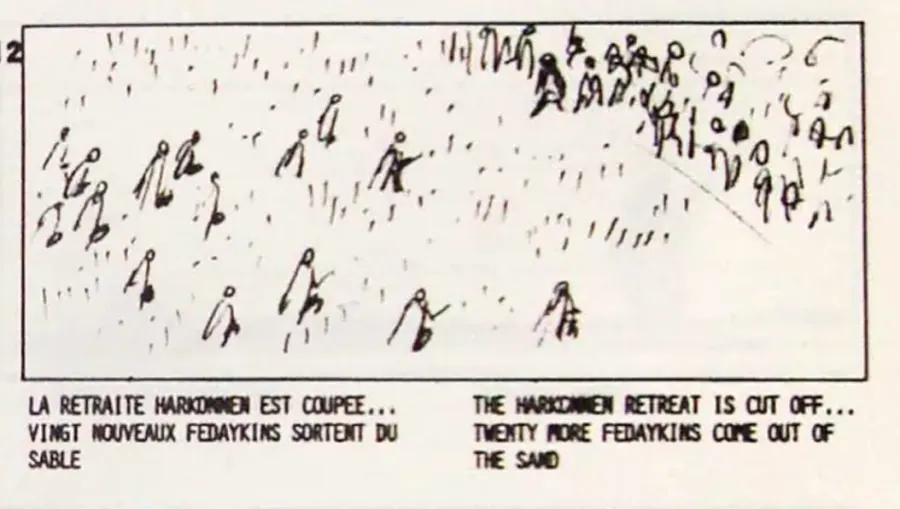 12
LA RETRAITE HARKONNEN EST COUPEE...
VINGT NOUVEAUX FEDAYKINS SORTENT DU
SABLE
THE HARKONNEN RETREAT IS CUT OFF...
TWENTY MORE FEDAYKINS COME OUT OF
THE SAND